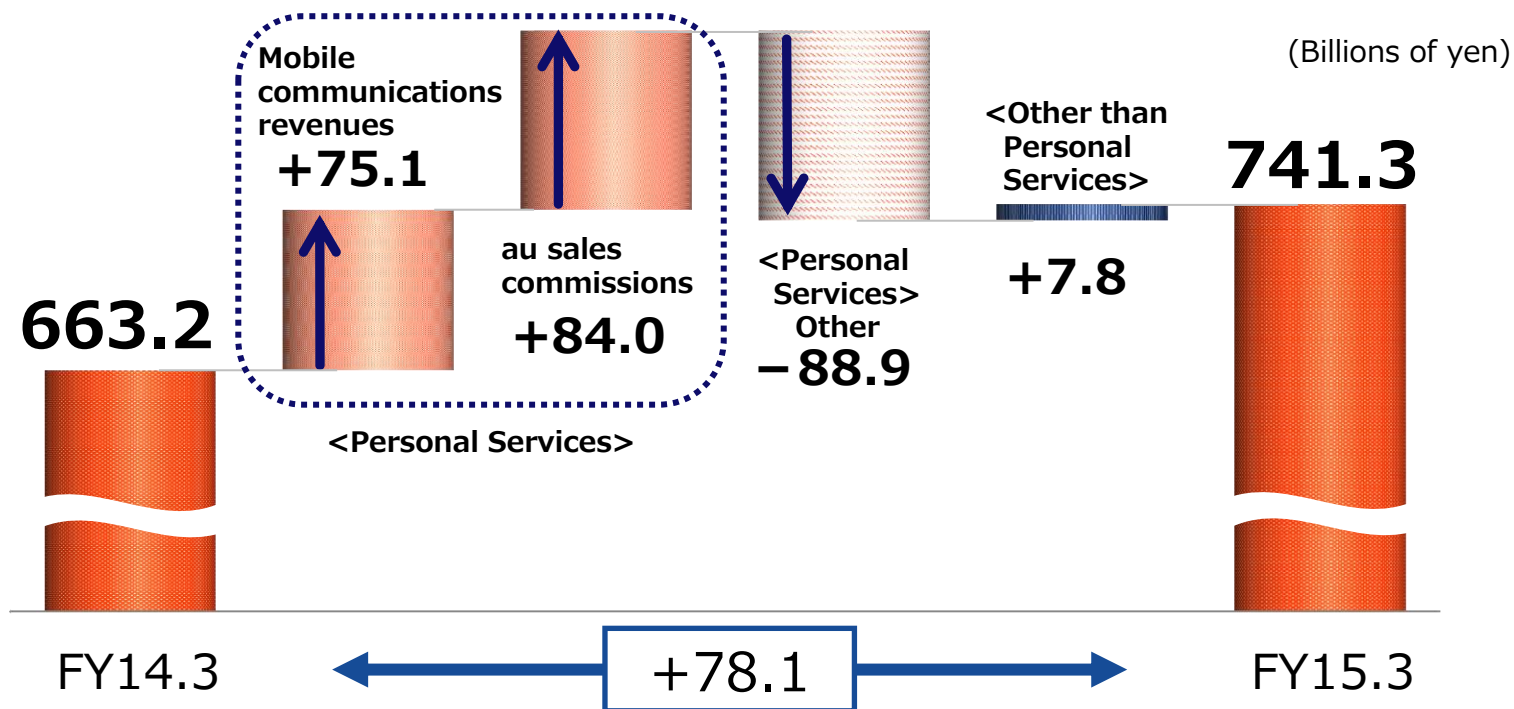 (Billions of yen)
Mobile
communications
revenues
+75.1
au sales
commissions
+84.0
<Personal Services>
<Personal
Services>
Other
−88.9
<Other than
Personal
Services>
+7.8
663.2
741.3
FY14.3
+78.1
FY15.3